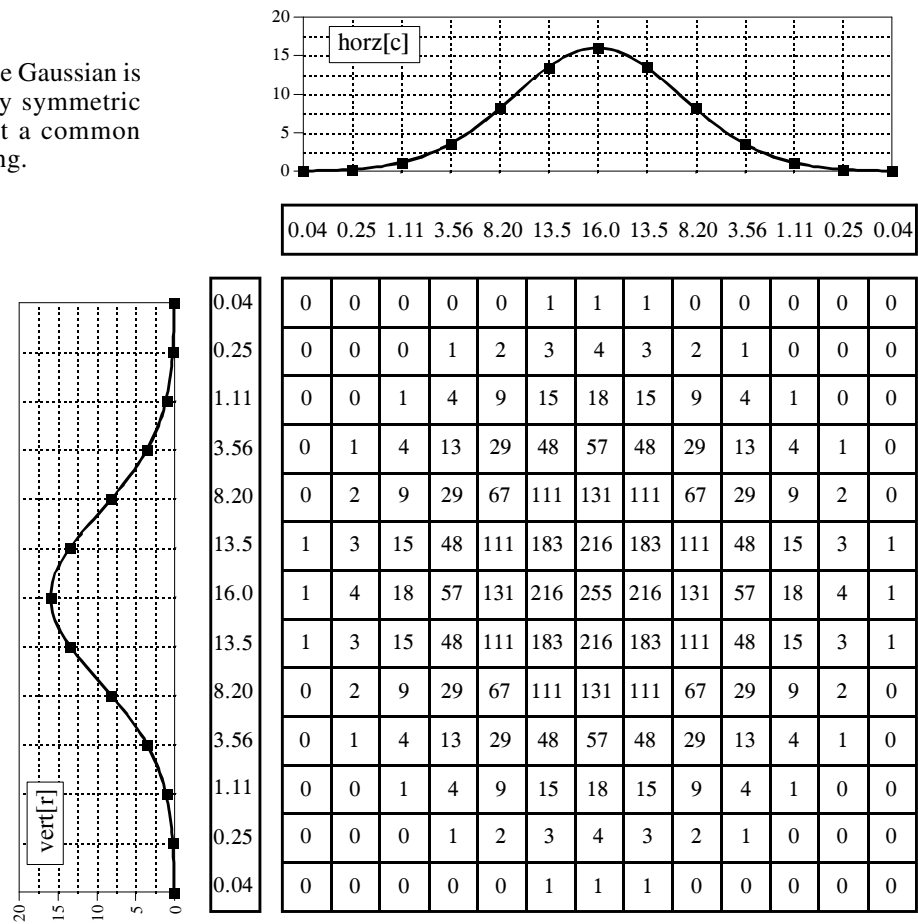 20
15
10
5
0
horz[c]
e Gaussian is
y symmetric
t a common
ng.
0.04 0.25 1.11 3.56 8.20 13.5 16.0 13.5 8.20 3.56 1.11 0.25 0.04
0.04 0 0 0 0 0 1 1 1 0 0 0 0 0
0.25 0 0 0 1 2 3 4 3 2 1 0 0 0
1.11 0 0 1 4 9 15 18 15 9 4 1 0 0
3.56 0 1 4 13 29 48 57 48 29 13 4 1 0
8.20 0 2 9 29 67 111 131 111 67 29 9 2 0
13.5 1 3 15 48 111 183 216 183 111 48 15 3 1
16.0 1 4 18 57 131 216 255 216 131 57 18 4 1
13.5 1 3 15 48 111 183 216 183 111 48 15 3 1
8.20 0 2 9 29 67 111 131 111 67 29 9 2 0
3.56 0 1 4 13 29 48 57 48 29 13 4 1 0
1.11 0 0 1 4 9 15 18 15 9 4 1 0 0
0.25 0 0 0 1 2 3 4 3 2 1 0 0 0
0.04 0 0 0 0 0 1 1 1 0 0 0 0 0
vert[r]
20 15 10 5 0